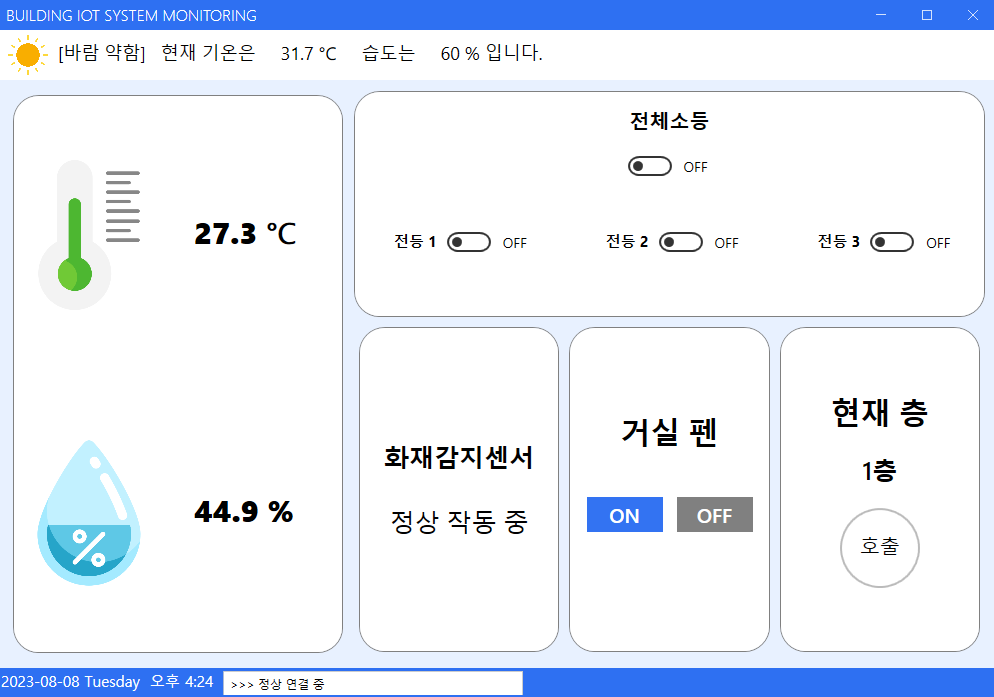 BUILDING IOT SYSTEM MONITORING
[바람 약함] 현재 기온은 31.7 ℃ 습도는 60 % 입니다.
전체소등
OFF
27.3 ℃
전등 1 OFF 전등 2 OFF 전등 3 OFF
44.9 %
%
화재감지센서
정상 작동 중
거실 펜
ON OFF
현재 층
1층
호출
2023-08-08 Tuesday 오후 4:24 >>> 정상 연결 중